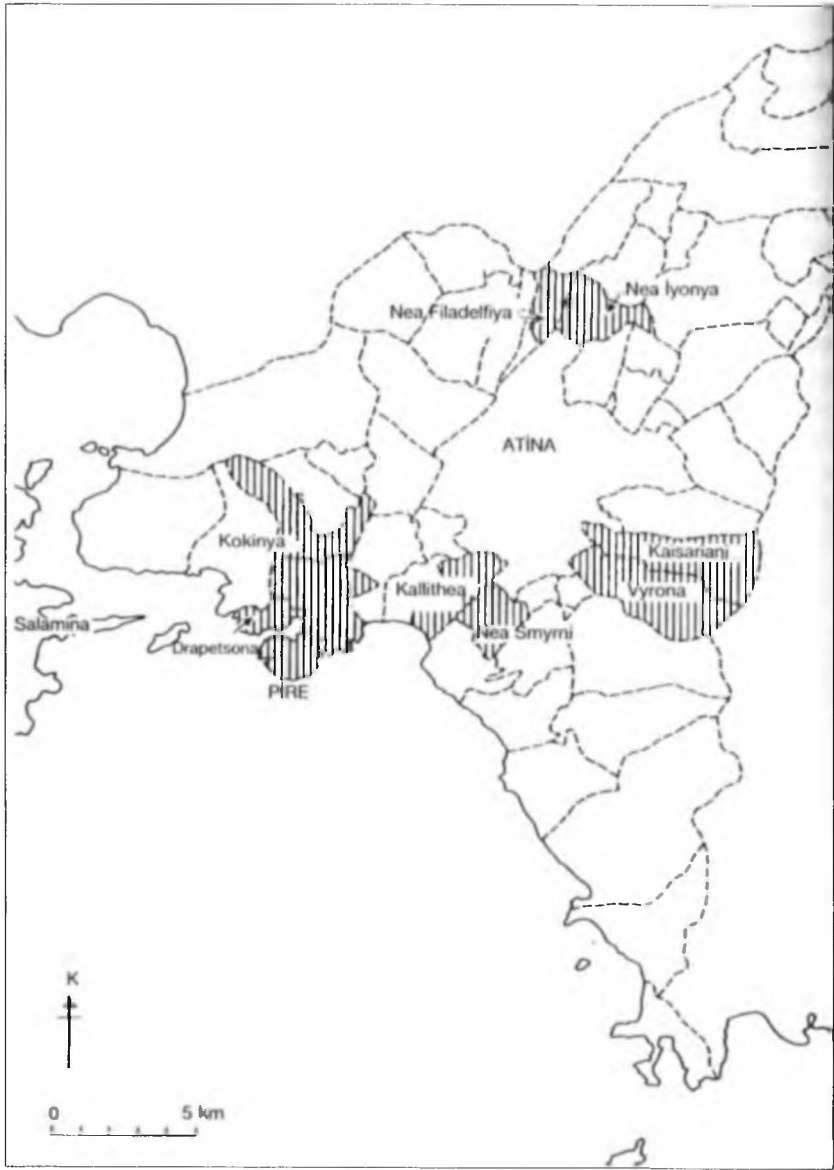 Nea İyonya
Nea Filadelfiya
ATİNA
Kokinya
Kaisariani
Kallithea
Vyrona
Salamina
Nea Smyrni
Drapetsona
PİRE
K
0 5 km